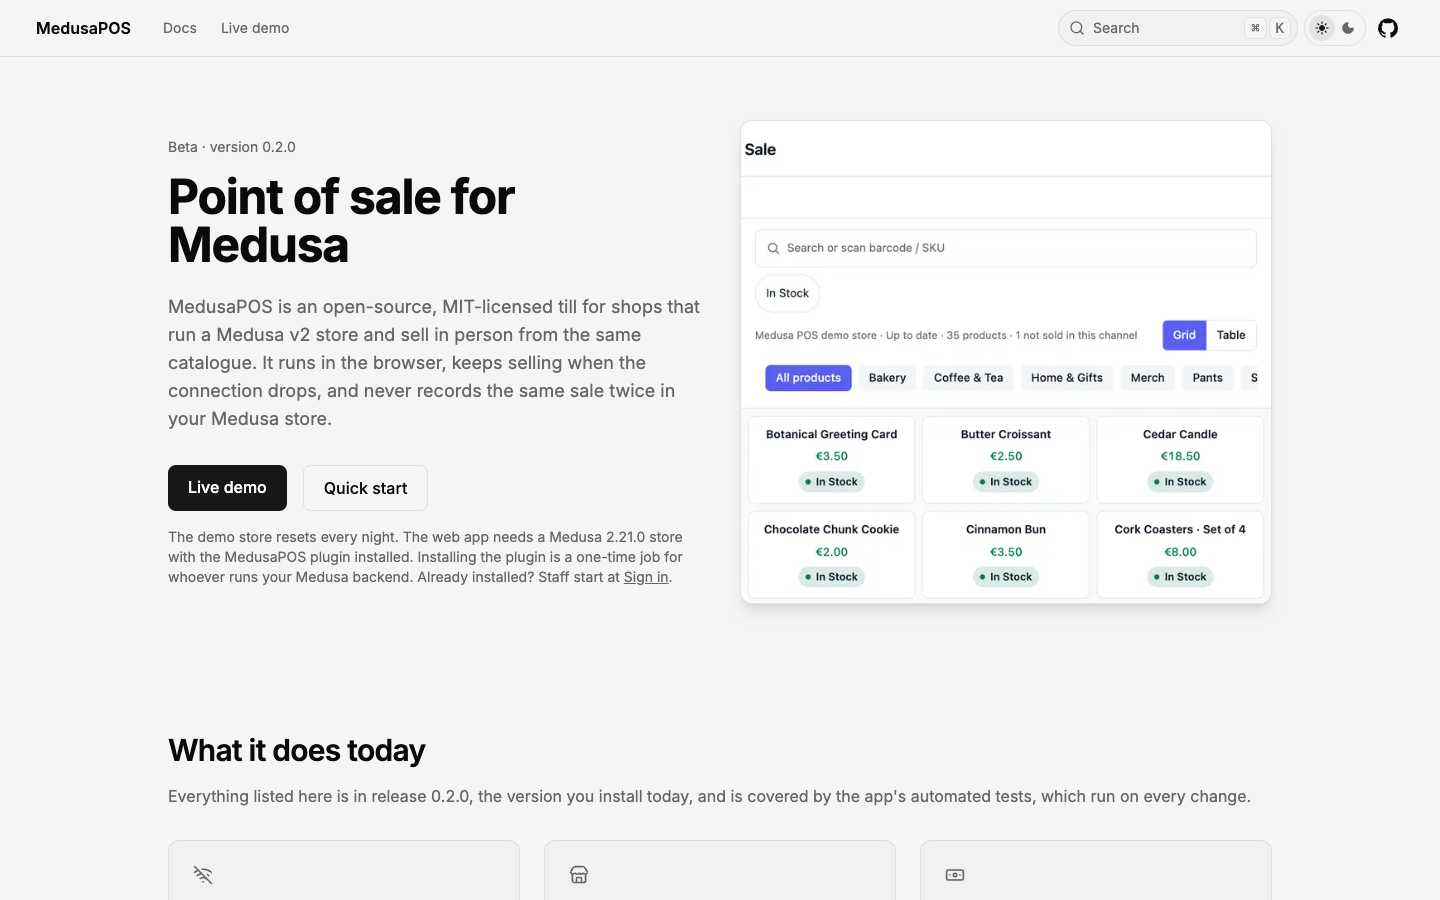 MedusaPOS
Docs
Live demo
Search
⌘ K
Beta · version 0.2.0
Point of sale for
Medusa
MedusaPOS is an open-source, MIT-licensed till for shops that
run a Medusa v2 store and sell in person from the same
catalogue. It runs in the browser, keeps selling when the
connection drops, and never records the same sale twice in
your Medusa store.
Live demo
Quick start
The demo store resets every night. The web app needs a Medusa 2.21.0 store
with the MedusaPOS plugin installed. Installing the plugin is a one-time job for
whoever runs your Medusa backend. Already installed? Staff start at Sign in.
Sale
Search or scan barcode / SKU
In Stock
Medusa POS demo store · Up to date · 35 products · 1 not sold in this channel
Grid
Table
All products
Bakery
Coffee & Tea
Home & Gifts
Merch
Pants
S
Botanical Greeting Card
€3.50
In Stock
Butter Croissant
€2.50
In Stock
Cedar Candle
€18.50
In Stock
Chocolate Chunk Cookie
€2.00
In Stock
Cinnamon Bun
€3.50
In Stock
Cork Coasters · Set of 4
€8.00
In Stock
What it does today
Everything listed here is in release 0.2.0, the version you install today, and is covered by the app's automated tests, which run on every change.